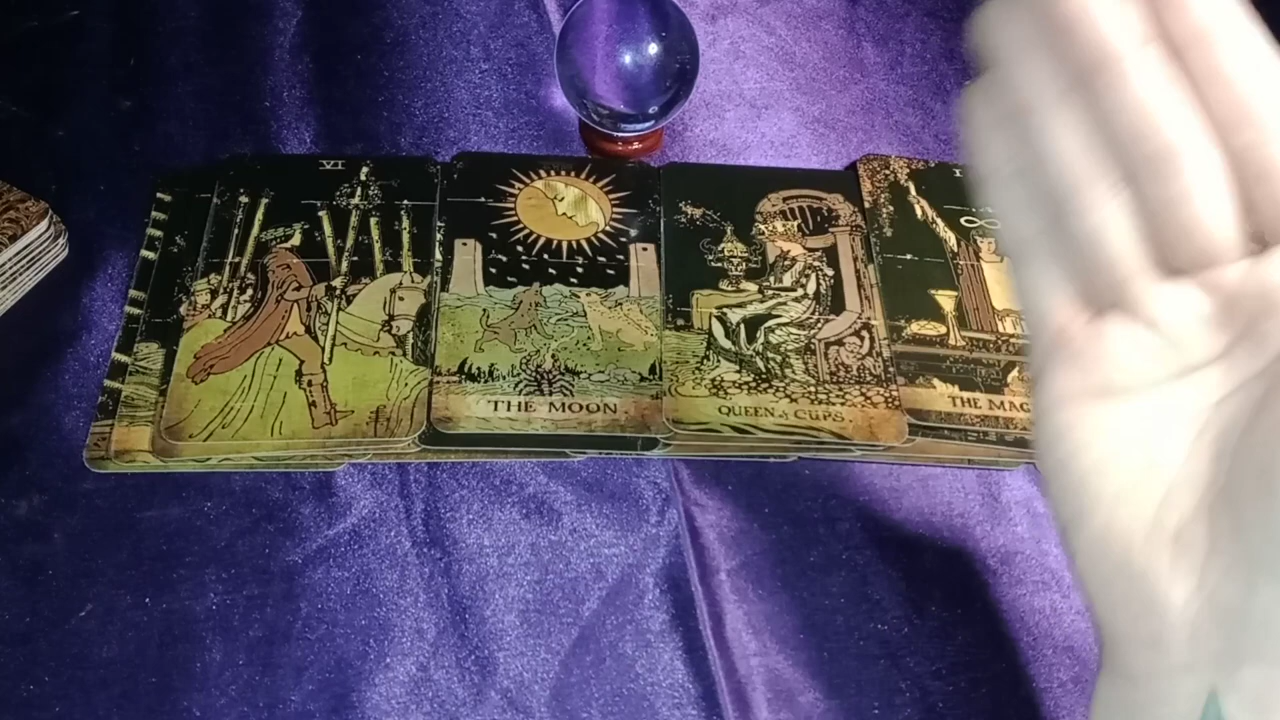 VI
THE MOON.
QUEEN of CUPS.
I
THE MAG